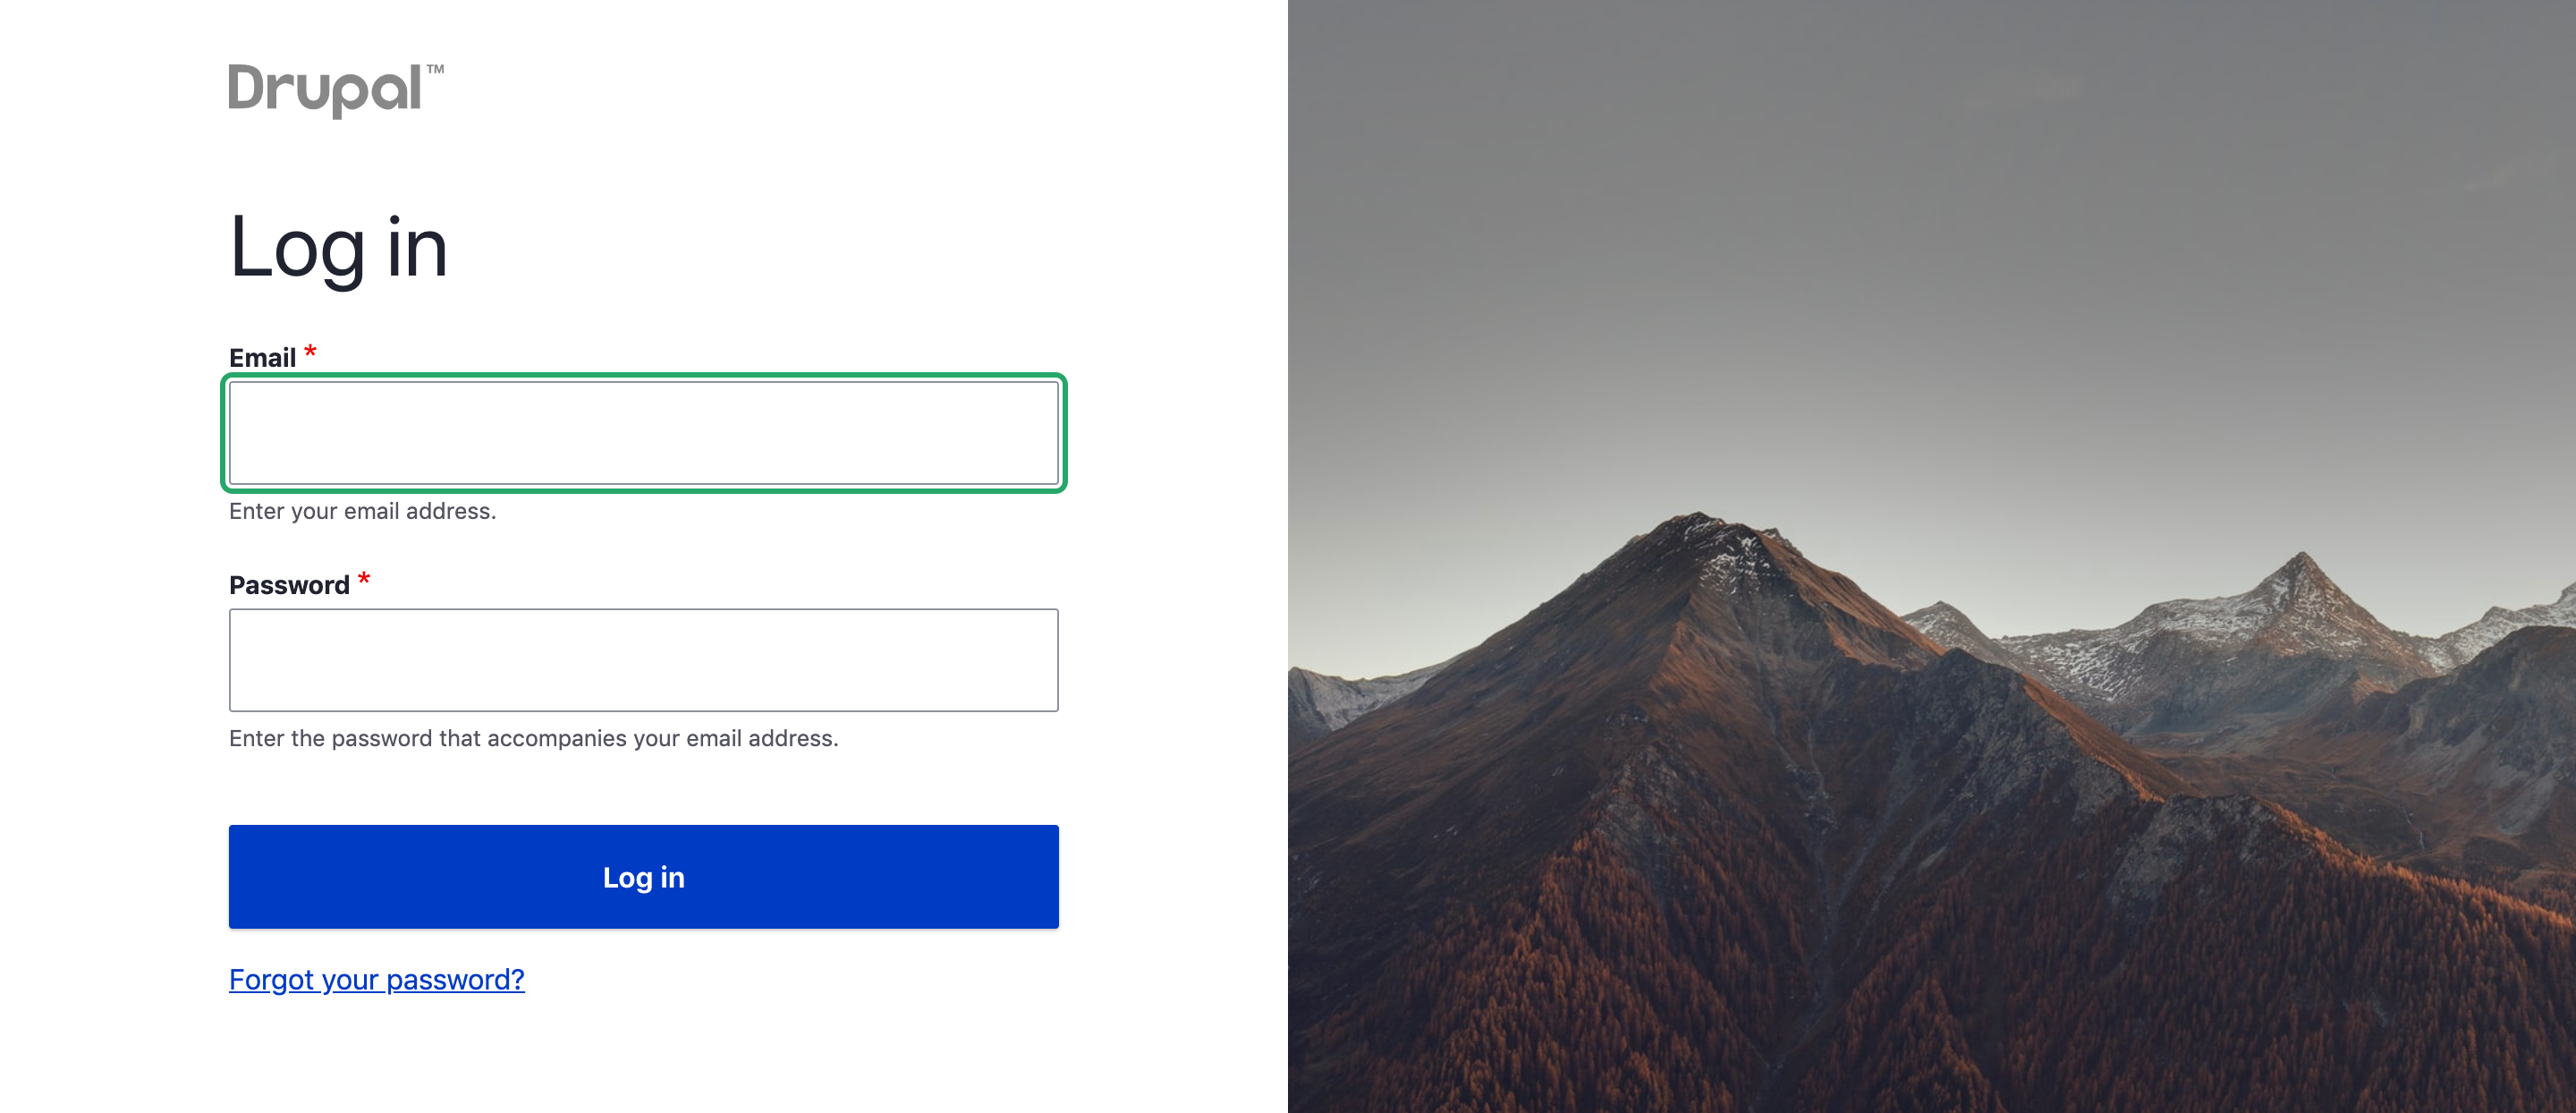 Drupal™
Log in
Email *
Enter your email address.
Password *
Enter the password that accompanies your email address.
Log in
Forgot your password?